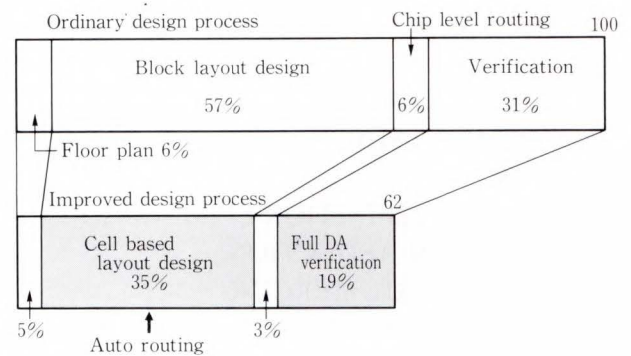 Ordinary design process
Chip level routing
100
Block layout design
Verification
57%
6%
31%
Floor plan 6%
Improved design process
62
Cell based
layout design
35%
Full DA
verification
19%
5%
3%
Auto routing